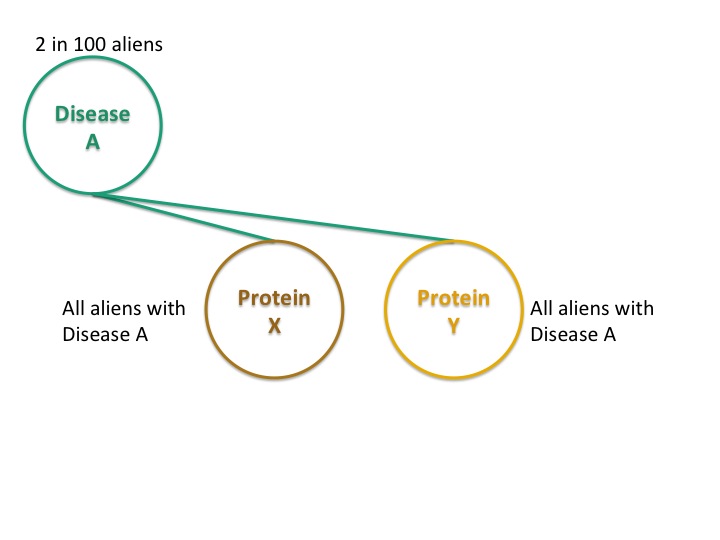 2 in 100 aliens
Disease
A
All aliens with
Disease A
Protein
X
Protein
Y
All aliens with
Disease A